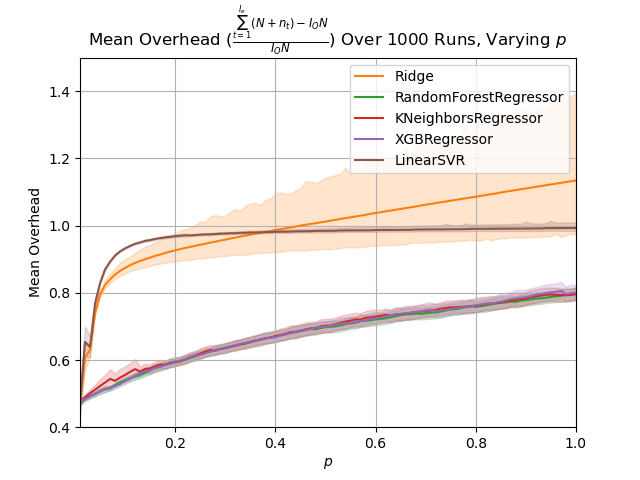 Mean Overhead (\frac{\sum_{t=1}^{I_e}(N+n_t)-I_O N}{I_O N}) Over 1000 Runs, Varying p
1.4
1.2
1.0
0.8
0.6
0.4
Mean Overhead
Ridge
RandomForestRegressor
KNeighborsRegressor
XGBRegressor
LinearSVR
0.2 0.4 0.6 0.8 1.0
p